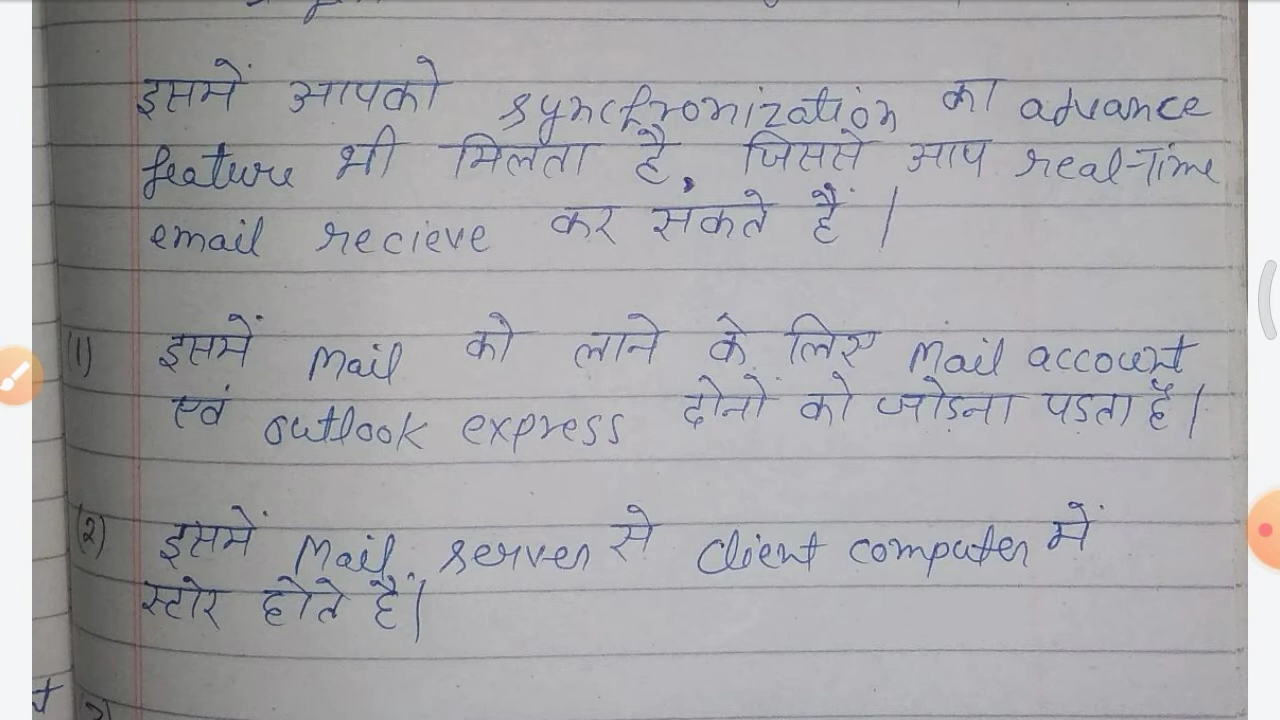 इसमें आपको synchronization का advance
feature भी मिलता है, जिससे आप real-Time
email recieve कर सकते हैं |
(1) इसमें Mail को लाने के लिए Mail account
एवं outlook express दोनों को जोड़ना पड़ता है |
(2) इसमें Mail, server से Client computer में
स्टोर होते हैं |